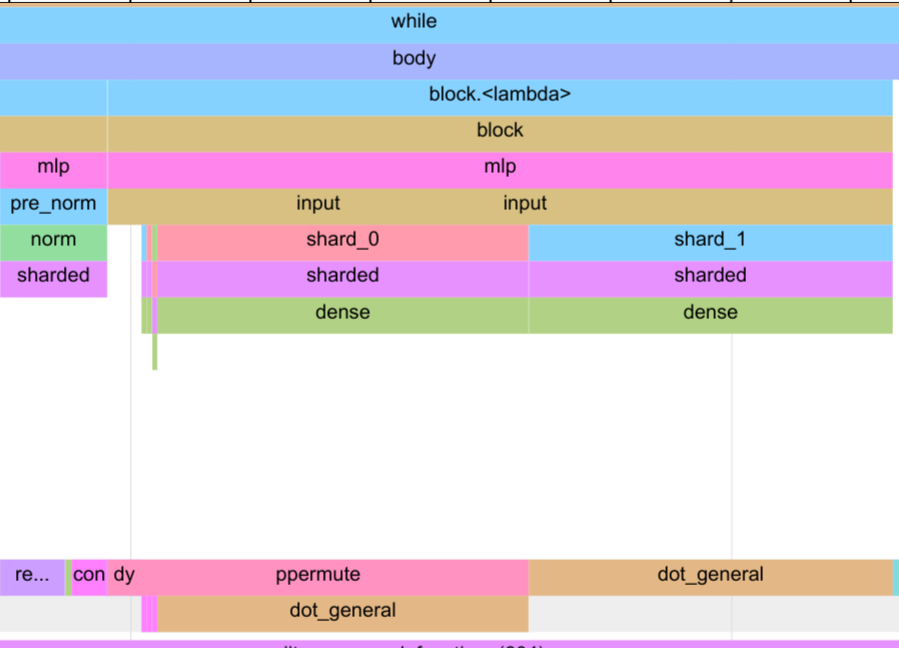 while
body
block.<lambda>
block
mlp mlp
pre_norm input input
norm shard_0 shard_1
sharded sharded sharded
dense dense
re... con dy ppermute dot_general
dot_general